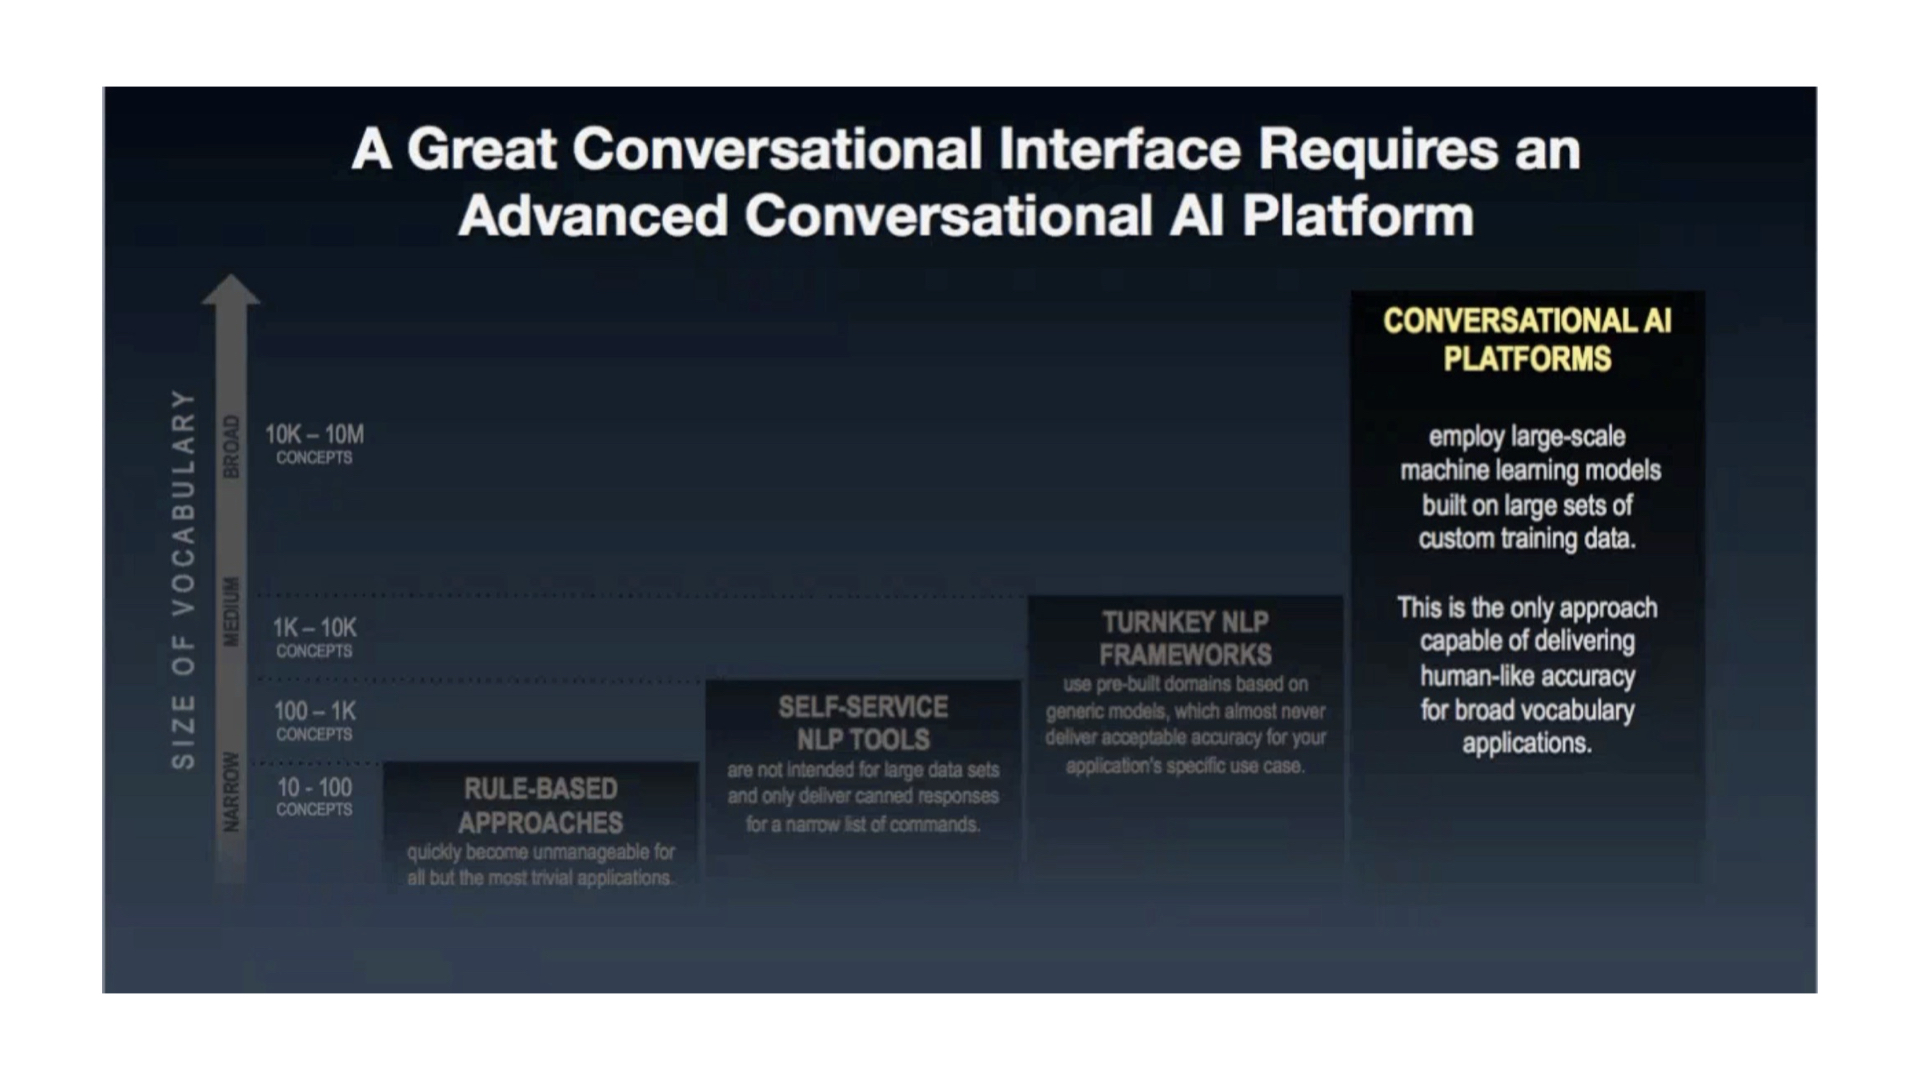 A Great Conversational Interface Requires an
Advanced Conversational AI Platform
SIZE OF VOCABULARY
BROAD
MEDIUM
NARROW
10K – 10M
CONCEPTS
1K – 10K
CONCEPTS
100 – 1K
CONCEPTS
10 - 100
CONCEPTS
RULE-BASED
APPROACHES
quickly become unmanageable for
all but the most trivial applications.
SELF-SERVICE
NLP TOOLS
are not intended for large data sets
and only deliver canned responses
for a narrow list of commands.
TURNKEY NLP
FRAMEWORKS
use pre-built domains based on
generic models, which almost never
deliver acceptable accuracy for your
application's specific use case.
CONVERSATIONAL AI
PLATFORMS
employ large-scale
machine learning models
built on large sets of
custom training data.
This is the only approach
capable of delivering
human-like accuracy
for broad vocabulary
applications.